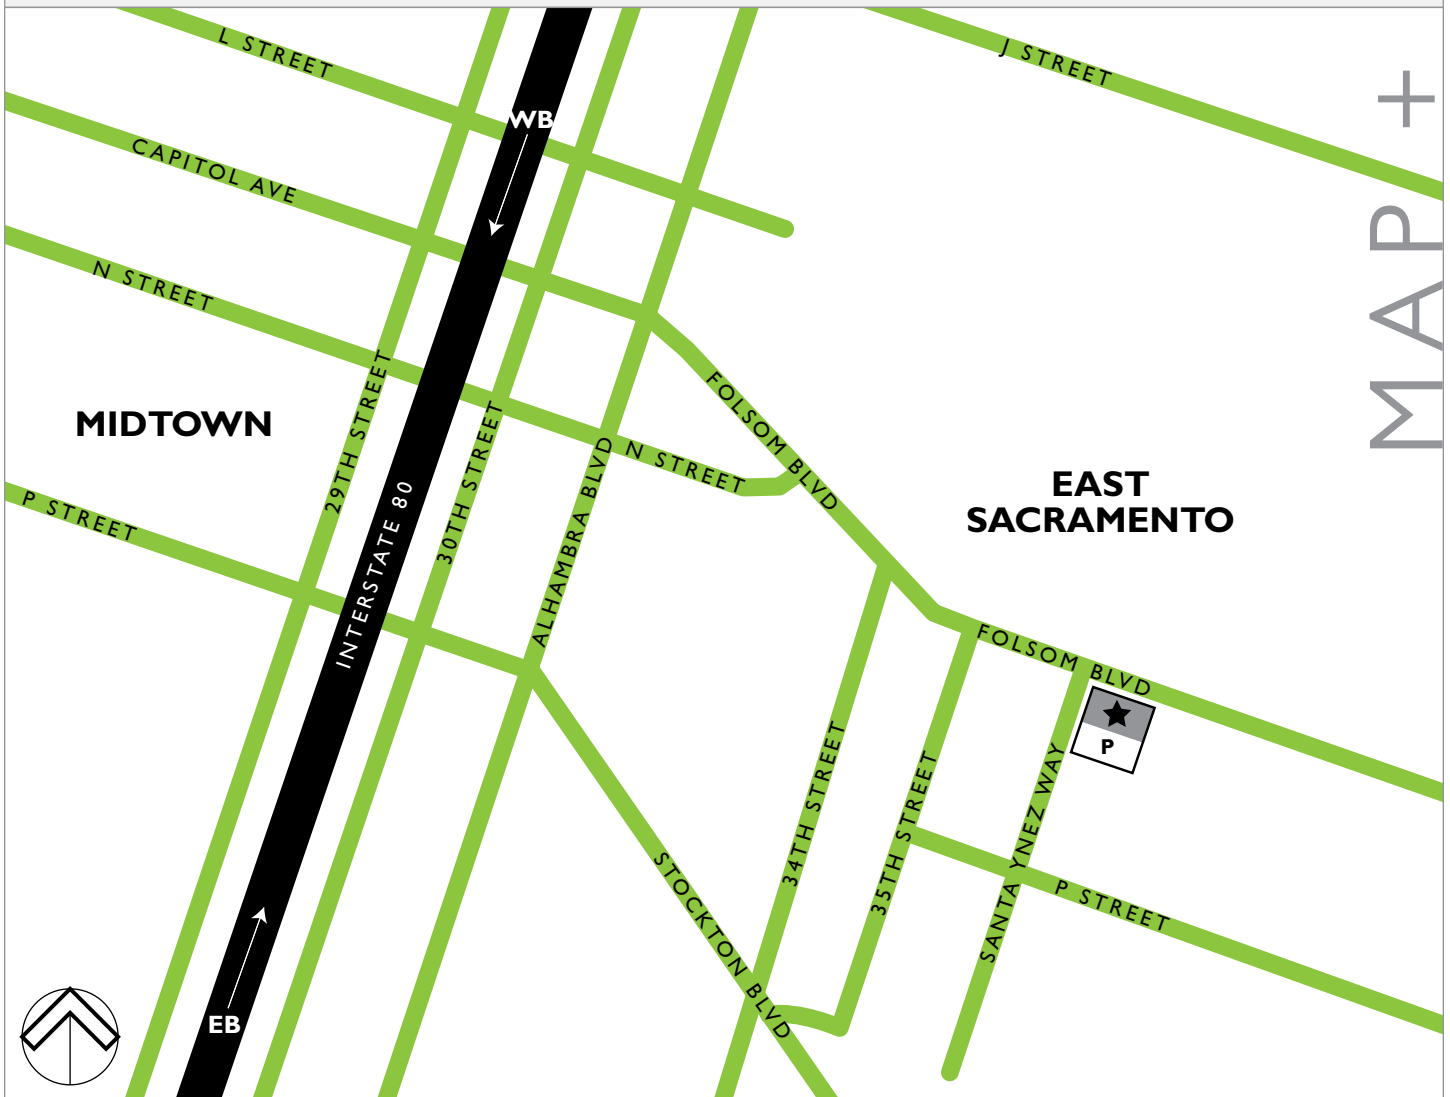 L STREET
J STREET
WB
CAPITOL AVE
MAP +
N STREET
29TH STREET
MIDTOWN
30TH STREET
FOLSOM BLVD
N STREET
ALHAMBRA BLVD
EAST
SACRAMENTO
P STREET
INTERSTATE 80
FOLSOM BLVD
P
34TH STREET
35TH STREET
SANTA YNEZ WAY
STOCKTON BLVD
P STREET
EB